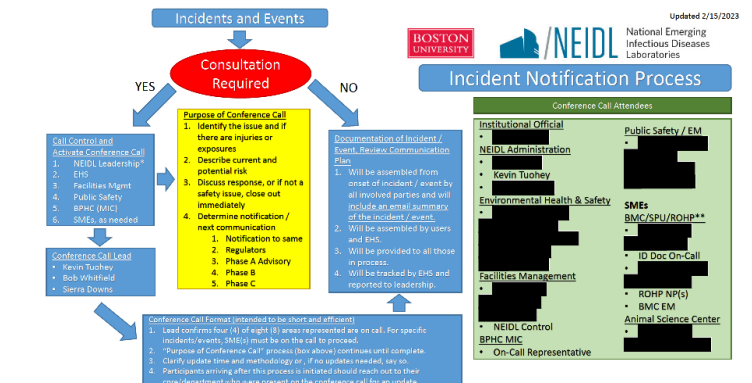 Updated 2/15/2023
Incidents and Events
BOSTON
UNIVERSITY
NEIDL
National Emerging
Infectious Diseases
Laboratories
Incident Notification Process
Consultation
Required
YES
NO
Call Control and
Activate Conference Call
1. NEIDL Leadership*
2. EHS
3. Facilities Mgmt
4. Public Safety
5. BPHC (MIC)
6. SMEs, as needed
Conference Call Lead
• Kevin Tuohey
• Bob Whitfield
• Sierra Downs
Purpose of Conference Call
1. Identify the issue and if
there are injuries or
exposures
2. Describe current and
potential risk
3. Discuss response, or if not a
safety issue, close out
immediately
4. Determine notification /
next communication
1. Notification to same
2. Regulators
3. Phase A Advisory
4. Phase B
5. Phase C
Documentation of Incident /
Event, Review Communication
Plan
1. Will be assembled from
onset of incident / event by
all involved parties and will
include an email summary
of the incident / event.
2. Will be assembled by users
and EHS.
3. Will be provided to all those
in process.
4. Will be tracked by EHS and
reported to leadership.
Conference Call Format (intended to be short and efficient)
1. Lead confirms four (4) of eight (8) areas represented are on call. For specific
incidents/events, SME(s) must be on the call to proceed.
2. "Purpose of Conference Call" process (box above) continues until complete.
3. Clarify update time and methodology or , if no updates needed, say so.
4. Participants arriving after this process is initiated should reach out to their
core/department who were present on the conference call for an update.
Conference Call Attendees
Institutional Official
•
NEIDL Administration
•
• Kevin Tuohey
•
Environmental Health & Safety
•
Facilities Management
•
• NEIDL Control
BPHC MIC
• On-Call Representative
Public Safety / EM
•
SMEs
BMC/SPU/ROHP**
•
• ID Doc On-Call
•
• ROHP NP(s)
• BMC EM
Animal Science Center
•